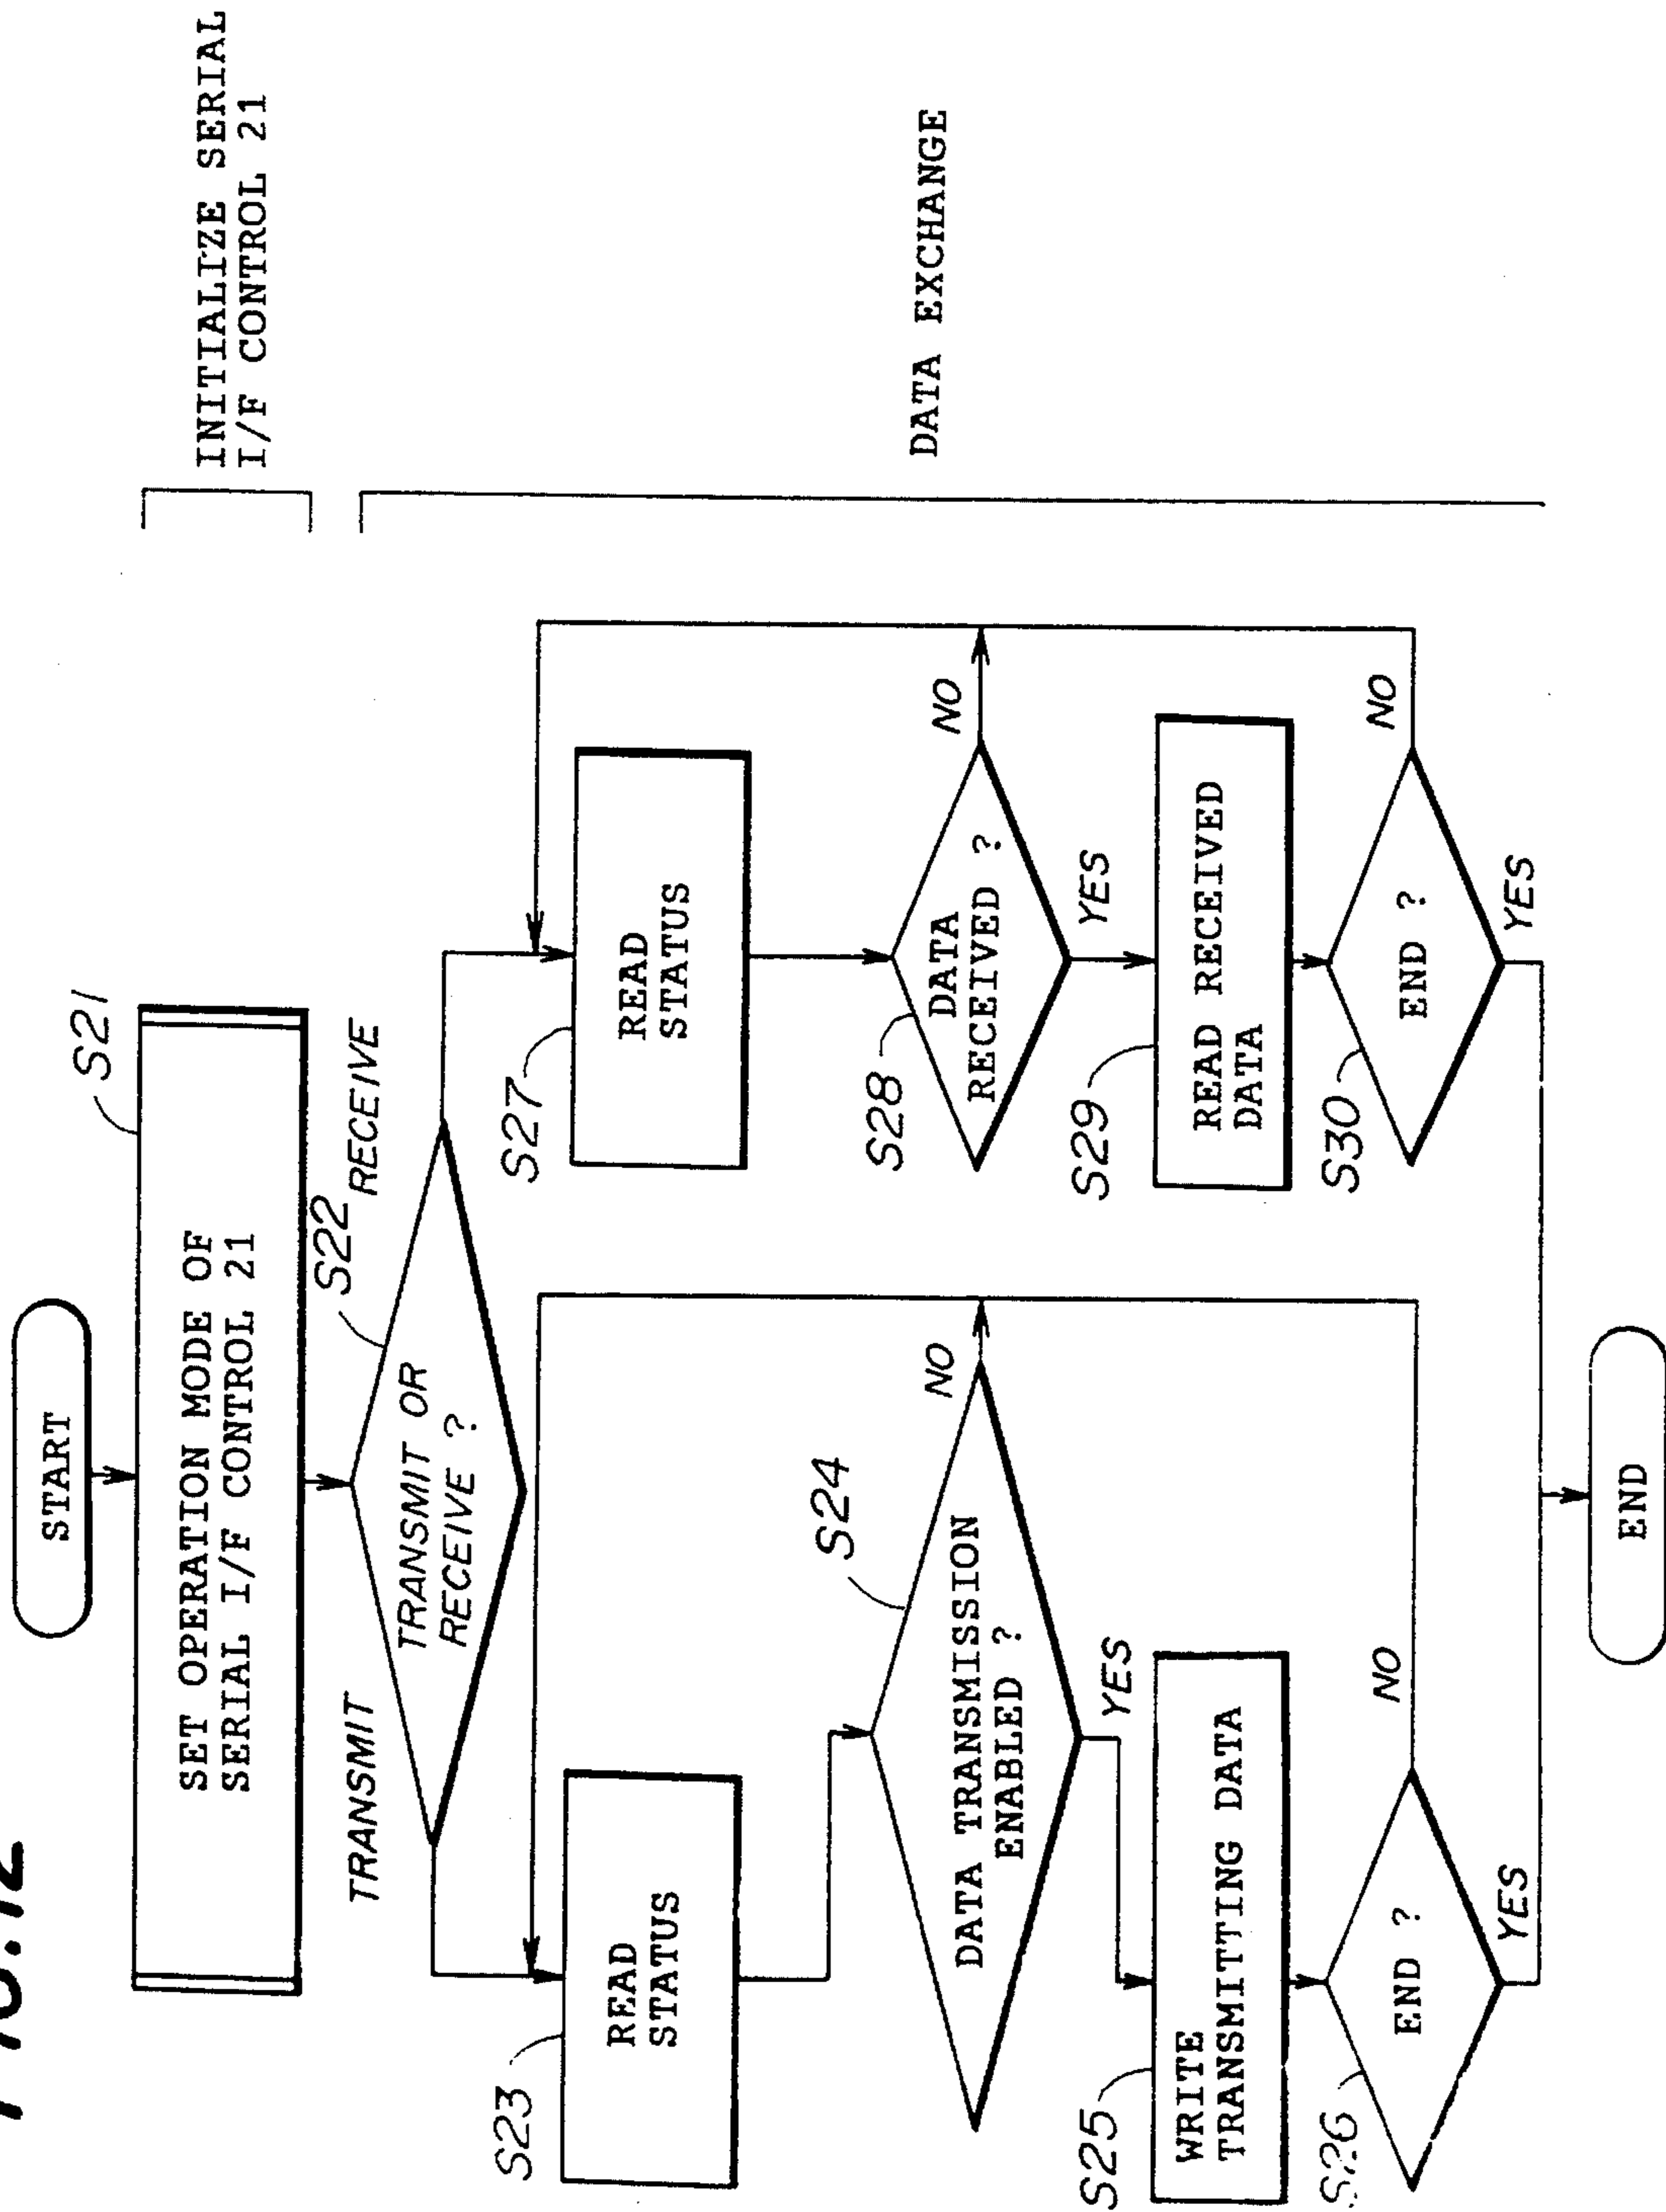 FIG.12
START
S21
SET OPERATION MODE OF
SERIAL I/F CONTROL 21
INITIALIZE SERIAL
I/F CONTROL 21
S22
TRANSMIT OR
RECEIVE ?
TRANSMIT
RECEIVE
S23
READ
STATUS
S27
READ
STATUS
DATA EXCHANGE
S24
DATA TRANSMISSION
ENABLED ?
NO
YES
S28
DATA
RECEIVED ?
NO
YES
S25
WRITE
TRANSMITTING DATA
S29
READ RECEIVED
DATA
S26
END ?
NO
YES
S30
END ?
NO
YES
END